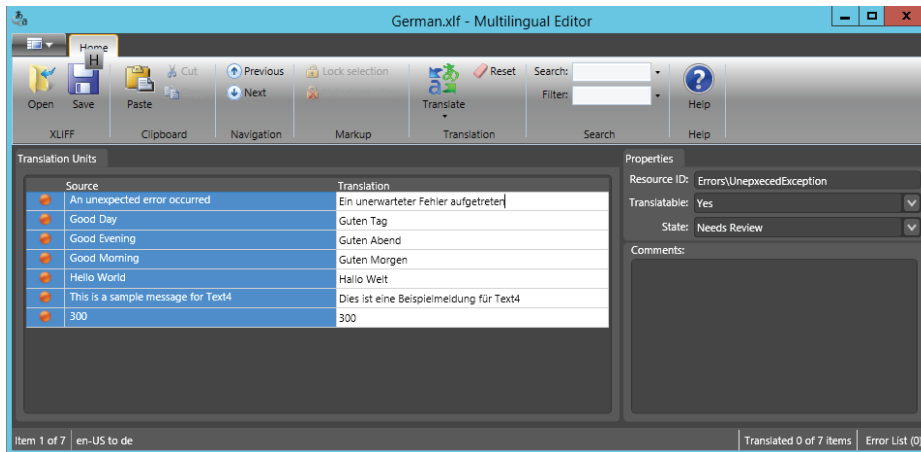 German.xlf - Multilingual Editor
Home
H
Open
Save
Paste
Cut
Previous
Next
Lock selection
Translate
Reset
Search:
Filter:
Help
XLIFF
Clipboard
Navigation
Markup
Translation
Search
Help
Translation Units
Source Translation
An unexpected error occurred Ein unerwarteter Fehler aufgetreten
Good Day Guten Tag
Good Evening Guten Abend
Good Morning Guten Morgen
Hello World Hallo Welt
This is a sample message for Text4 Dies ist eine Beispielmeldung für Text4
300 300
Properties
Resource ID: Errors\UnepxecedException
Translatable: Yes
State: Needs Review
Comments:
Item 1 of 7 en-US to de Translated 0 of 7 items Error List (0)